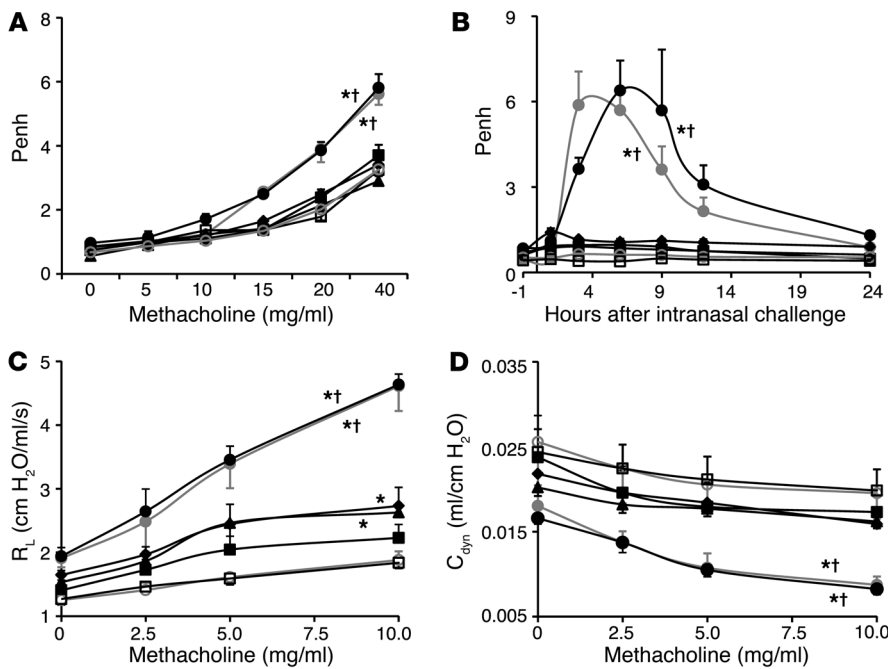 A
Penh
8
6
4
2
0
0 5 10 15 20 40
Methacholine (mg/ml)
*†
*†
B
Penh
9
6
3
0
-1 4 9 14 19 24
Hours after intranasal challenge
*†
*†
C
R_L (cm H₂O/ml/s)
5
4
3
2
1
0 2.5 5.0 7.5 10.0
Methacholine (mg/ml)
*†
*†
*
*
D
C_dyn (ml/cm H₂O)
0.035
0.025
0.015
0.005
0 2.5 5.0 7.5 10.0
Methacholine (mg/ml)
*†
*†